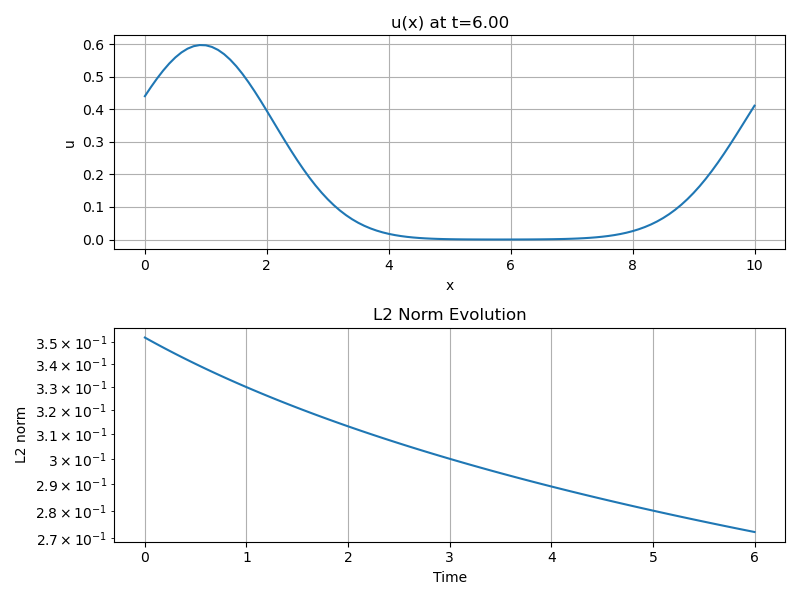 u(x) at t=6.00
0.6
0.5
0.4
0.3
0.2
0.1
0.0
u
0 2 4 6 8 10
x
L2 Norm Evolution
3.5 × 10⁻¹
3.4 × 10⁻¹
3.3 × 10⁻¹
3.2 × 10⁻¹
3.1 × 10⁻¹
3 × 10⁻¹
2.9 × 10⁻¹
2.8 × 10⁻¹
2.7 × 10⁻¹
L2 norm
0 1 2 3 4 5 6
Time